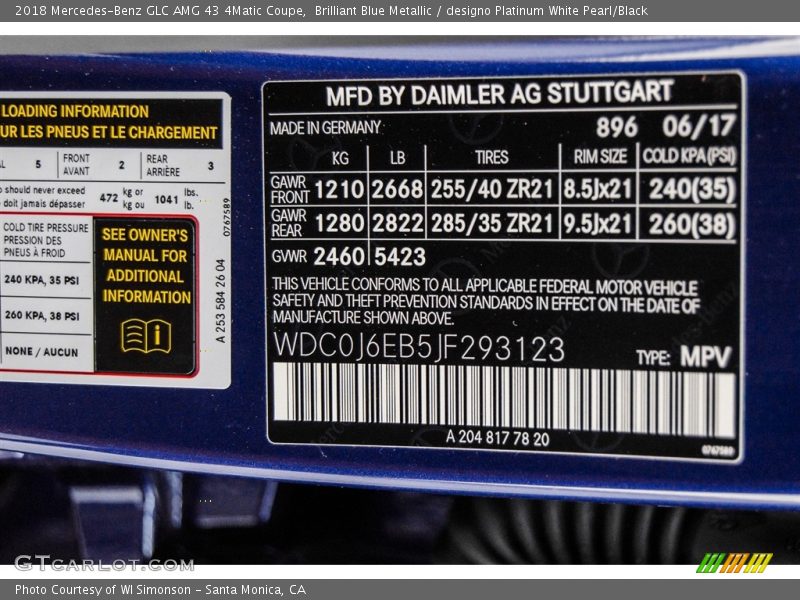 2018 Mercedes-Benz GLC AMG 43 4Matic Coupe, Brilliant Blue Metallic / designo Platinum White Pearl/Black
LOADING INFORMATION
UR LES PNEUS ET LE CHARGEMENT
5 FRONT AVANT 2 REAR ARRIÈRE 3
should never exceed
doit jamais dépasser 472 kg or kg ou 1041 lbs. lb.
COLD TIRE PRESSURE
PRESSION DES
PNEUS À FROID
240 KPA, 35 PSI
260 KPA, 38 PSI
NONE / AUCUN
SEE OWNER'S
MANUAL FOR
ADDITIONAL
INFORMATION
i
0767589
A 253 584 26 04
MFD BY DAIMLER AG STUTTGART
MADE IN GERMANY 896 06/17
KG LB TIRES RIM SIZE COLD KPA(PSI)
GAWR FRONT 1210 2668 255/40 ZR21 8.5Jx21 240(35)
GAWR REAR 1280 2822 285/35 ZR21 9.5Jx21 260(38)
GWR 2460 5423
THIS VEHICLE CONFORMS TO ALL APPLICABLE FEDERAL MOTOR VEHICLE
SAFETY AND THEFT PREVENTION STANDARDS IN EFFECT ON THE DATE OF
MANUFACTURE SHOWN ABOVE.
WDC0J6EB5JF293123
TYPE: MPV
A 204 817 78 20
0767589
GTCARLOT.COM
Photo Courtesy of WI Simonson - Santa Monica, CA